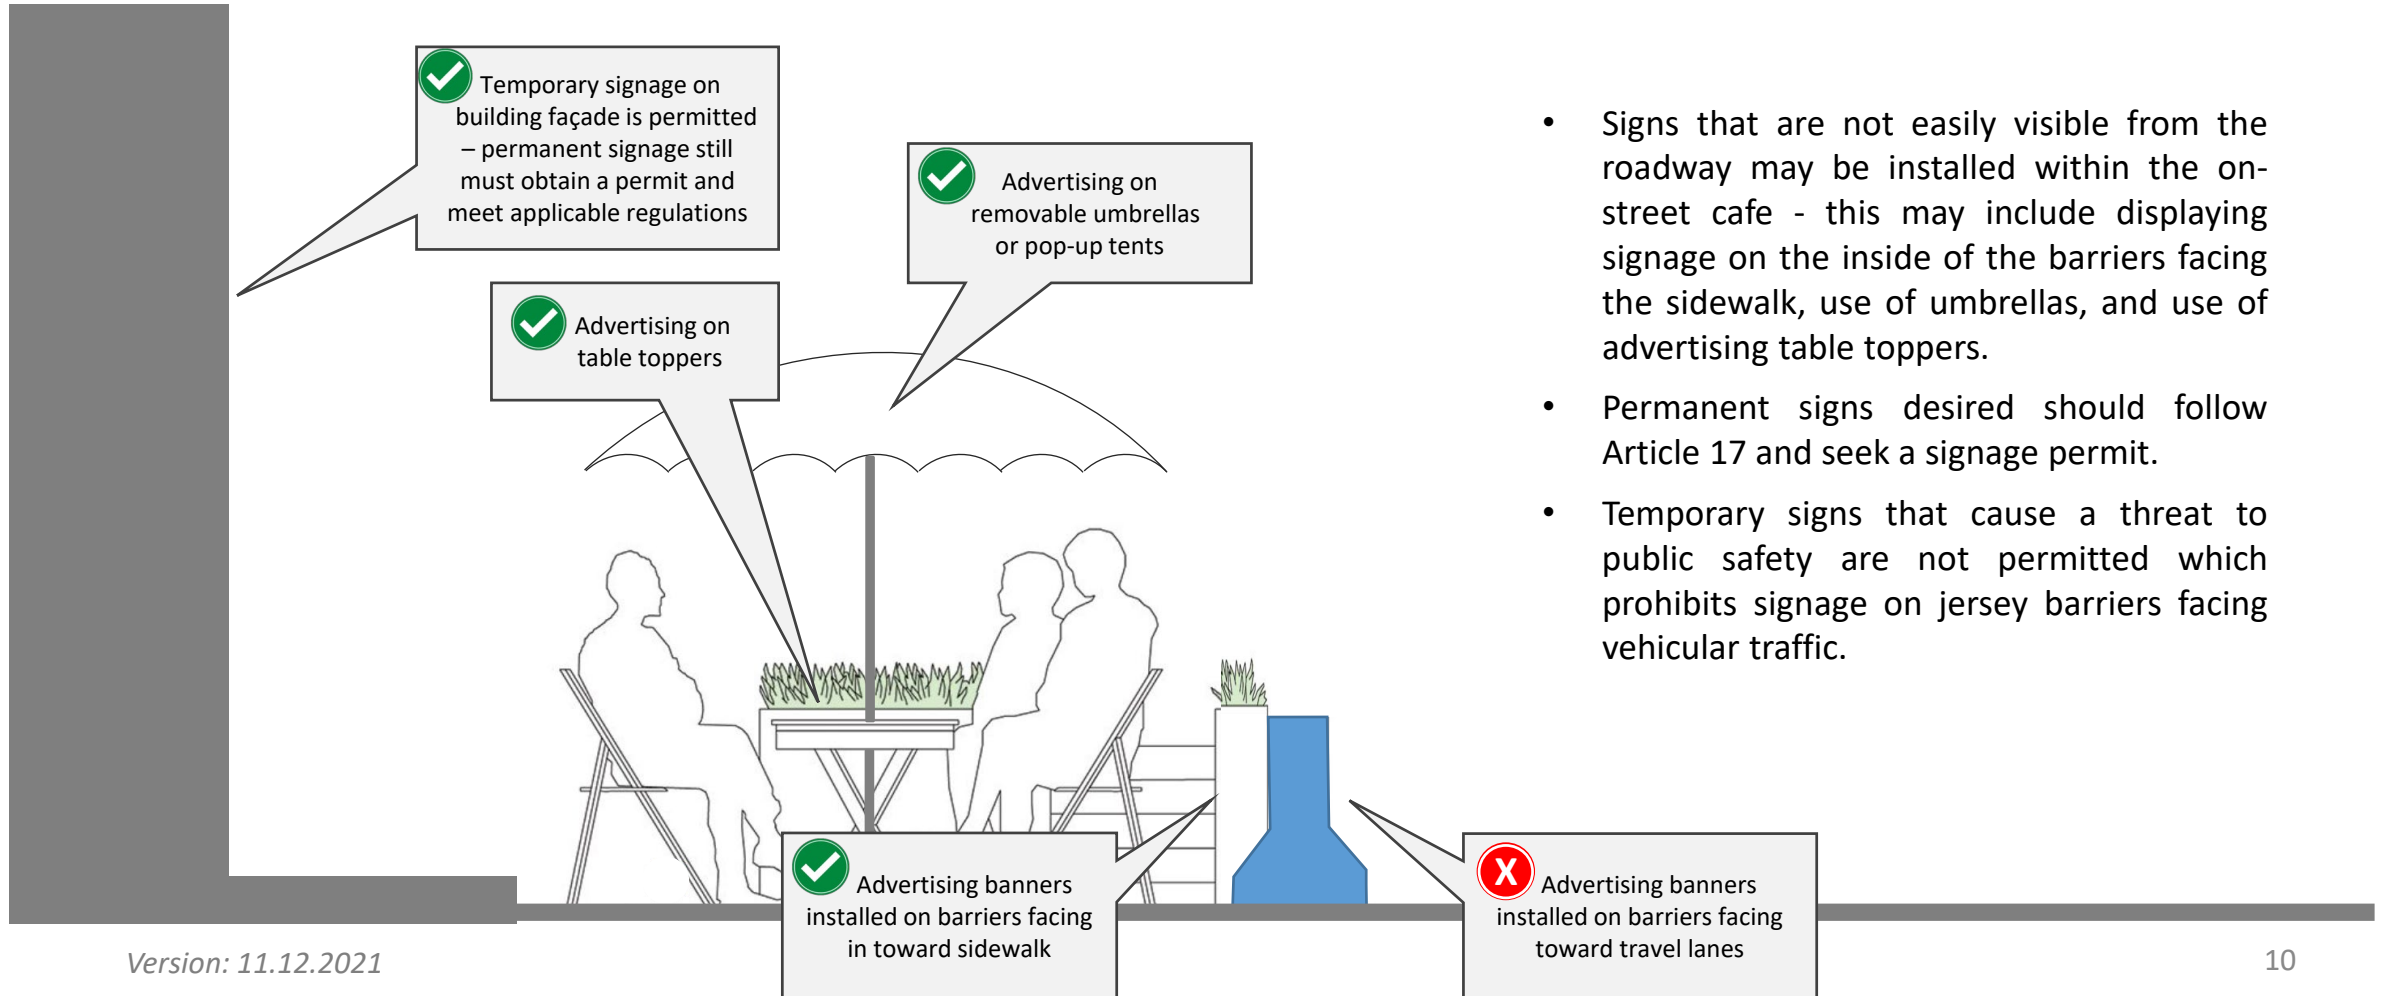 Temporary signage on
building façade is permitted
– permanent signage still
must obtain a permit and
meet applicable regulations
Advertising on
removable umbrellas
or pop-up tents
Advertising on
table toppers
Advertising banners
installed on barriers facing
in toward sidewalk
X
Advertising banners
installed on barriers facing
toward travel lanes
• Signs that are not easily visible from the
roadway may be installed within the on-
street cafe - this may include displaying
signage on the inside of the barriers facing
the sidewalk, use of umbrellas, and use of
advertising table toppers.
• Permanent signs desired should follow
Article 17 and seek a signage permit.
• Temporary signs that cause a threat to
public safety are not permitted which
prohibits signage on jersey barriers facing
vehicular traffic.
Version: 11.12.2021
10